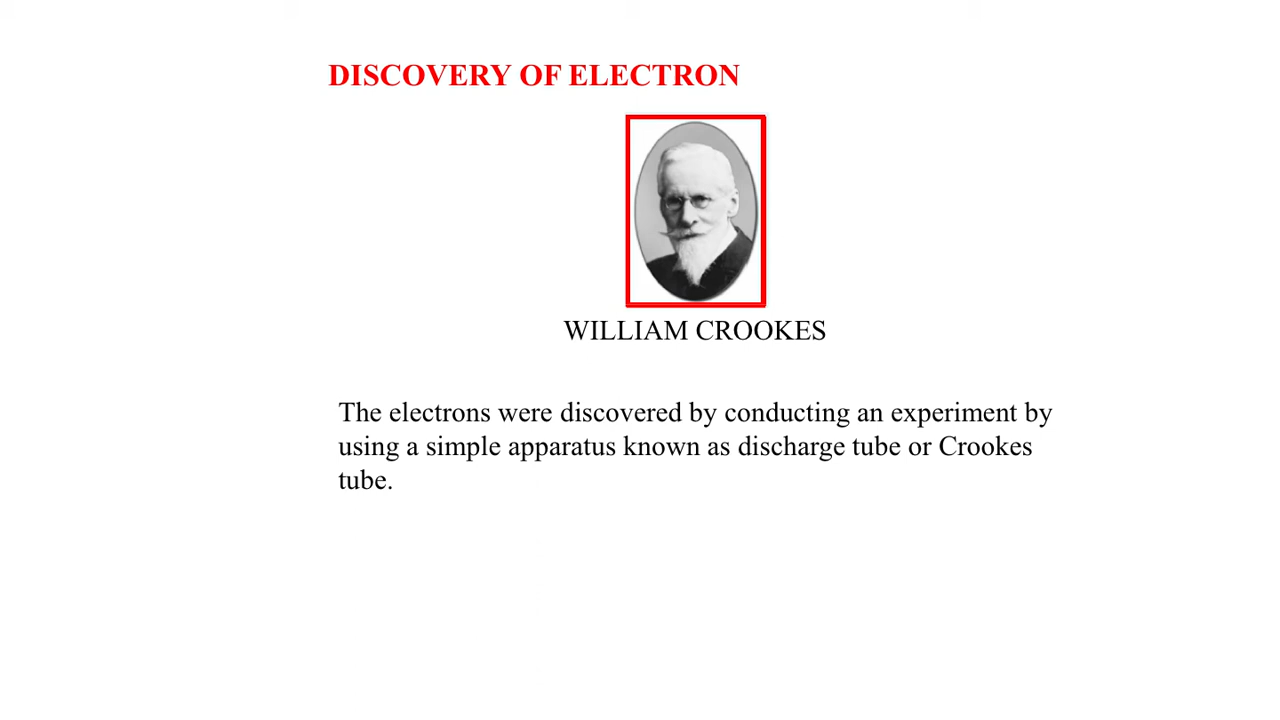 DISCOVERY OF ELECTRON
WILLIAM CROOKES
The electrons were discovered by conducting an experiment by
using a simple apparatus known as discharge tube or Crookes
tube.